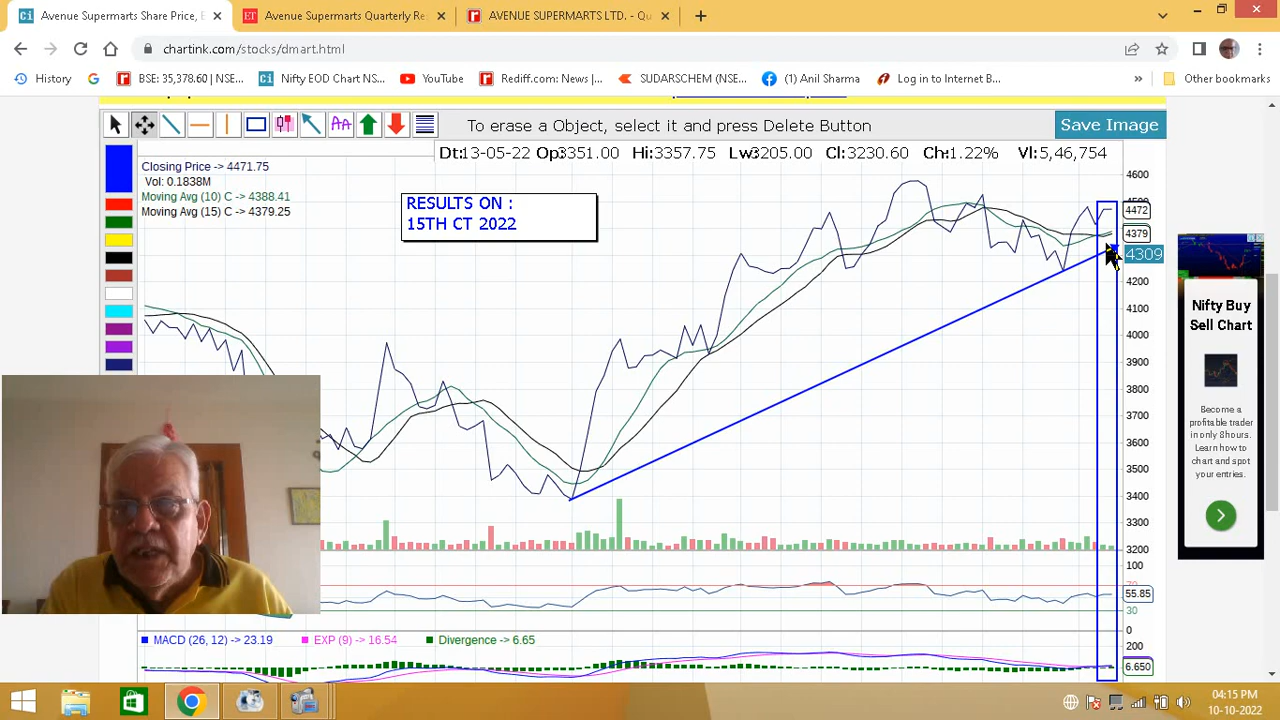 Avenue Supermarts Share Price, E
Avenue Supermarts Quarterly Re
AVENUE SUPERMARTS LTD. - Qu
chartink.com/stocks/dmart.html
History
BSE: 35,378.60 | NSE...
Nifty EOD Chart NS...
YouTube
Rediff.com: News |...
SUDARSCHEM (NSE...
(1) Anil Sharma
Log in to Internet B...
Other bookmarks
To erase a Object, select it and press Delete Button
Save Image
Dt:13-05-22 Op3351.00 Hi:3357.75 Lw3205.00 Cl:3230.60 Ch:1.22% Vl:5,46,754
Closing Price -> 4471.75
Vol: 0.1838M
Moving Avg (10) C -> 4388.41
Moving Avg (15) C -> 4379.25
RESULTS ON :
15TH CT 2022
4600
4472
4379
4309
4200
4100
4000
3900
3800
3700
3600
3500
3400
3300
3200
100
55.85
30
0
MACD (26, 12) -> 23.19
EXP (9) -> 16.54
Divergence -> 6.65
6.650
Nifty Buy
Sell Chart
Become a
profitable trader
in only 8hours.
Learn how to
chart and spot
your entries.
04:15 PM
10-10-2022